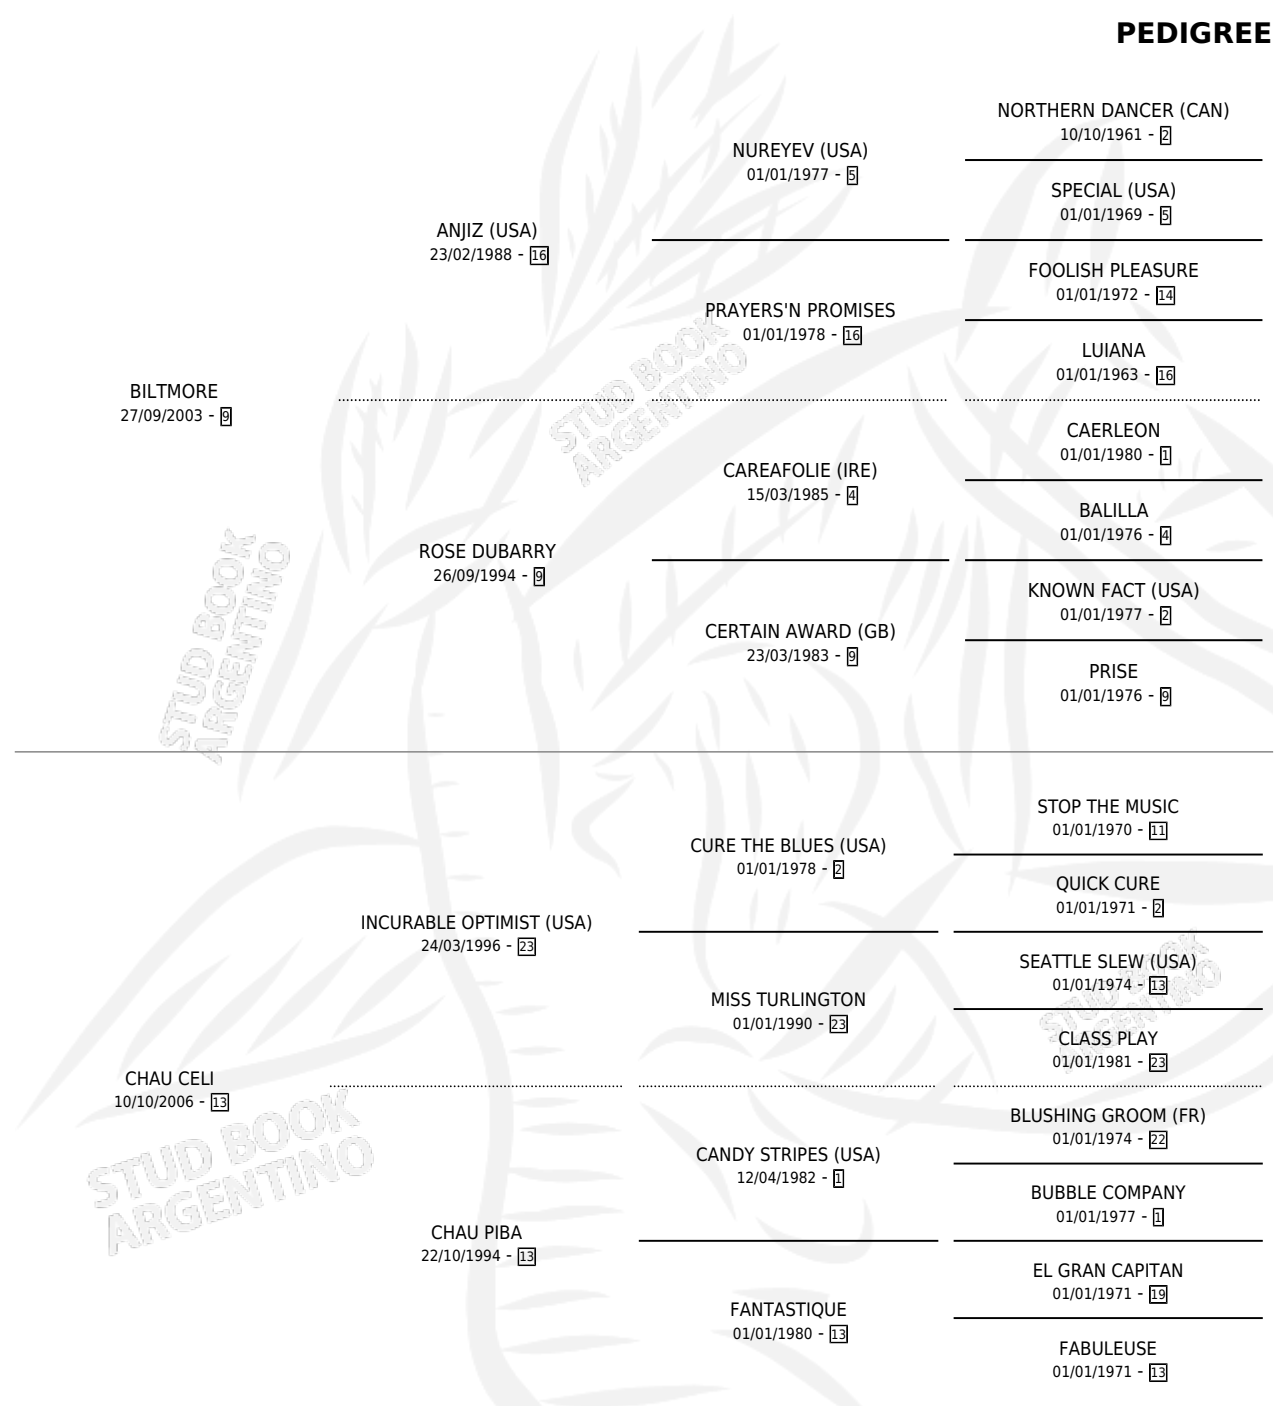 PEDIGREE
NORTHERN DANCER (CAN)
10/10/1961 - 2
NUREYEV (USA)
01/01/1977 - 5
SPECIAL (USA)
01/01/1969 - 5
ANJIZ (USA)
23/02/1988 - 16
FOOLISH PLEASURE
01/01/1972 - 14
PRAYERS'N PROMISES
01/01/1978 - 16
LUIANA
01/01/1963 - 16
BILTMORE
27/09/2003 - 9
CAERLEON
01/01/1980 - 1
CAREAFOLIE (IRE)
15/03/1985 - 4
BALILLA
01/01/1976 - 4
ROSE DUBARRY
26/09/1994 - 9
KNOWN FACT (USA)
01/01/1977 - 2
CERTAIN AWARD (GB)
23/03/1983 - 9
PRISE
01/01/1976 - 9
STUD BOOK
ARGENTINO
STUD BOOK
ARGENTINO
STOP THE MUSIC
01/01/1970 - 11
CURE THE BLUES (USA)
01/01/1978 - 2
QUICK CURE
01/01/1971 - 2
INCURABLE OPTIMIST (USA)
24/03/1996 - 23
SEATTLE SLEW (USA)
01/01/1974 - 13
MISS TURLINGTON
01/01/1990 - 23
CLASS PLAY
01/01/1981 - 23
CHAU CELI
10/10/2006 - 13
BLUSHING GROOM (FR)
01/01/1974 - 22
CANDY STRIPES (USA)
12/04/1982 - 1
BUBBLE COMPANY
01/01/1977 - 1
CHAU PIBA
22/10/1994 - 13
EL GRAN CAPITAN
01/01/1971 - 19
FANTASTIQUE
01/01/1980 - 13
FABULEUSE
01/01/1971 - 13
STUD BOOK
ARGENTINO
STUD BOOK
ARGENTINO